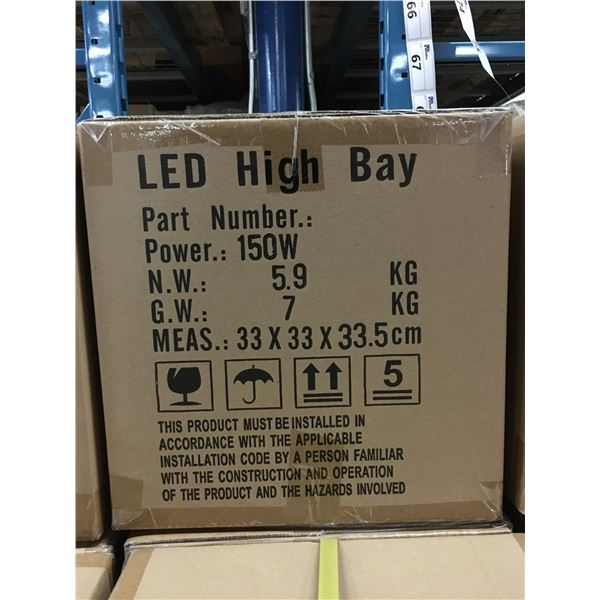 66
67
LED High Bay
Part Number.:
Power.: 150W
N.W.: 5.9 KG
G.W.: 7 KG
MEAS.: 33 X 33 X 33.5cm
5
THIS PRODUCT MUST BE INSTALLED IN
ACCORDANCE WITH THE APPLICABLE
INSTALLATION CODE BY A PERSON FAMILIAR
WITH THE CONSTRUCTION AND OPERATION
OF THE PRODUCT AND THE HAZARDS INVOLVED